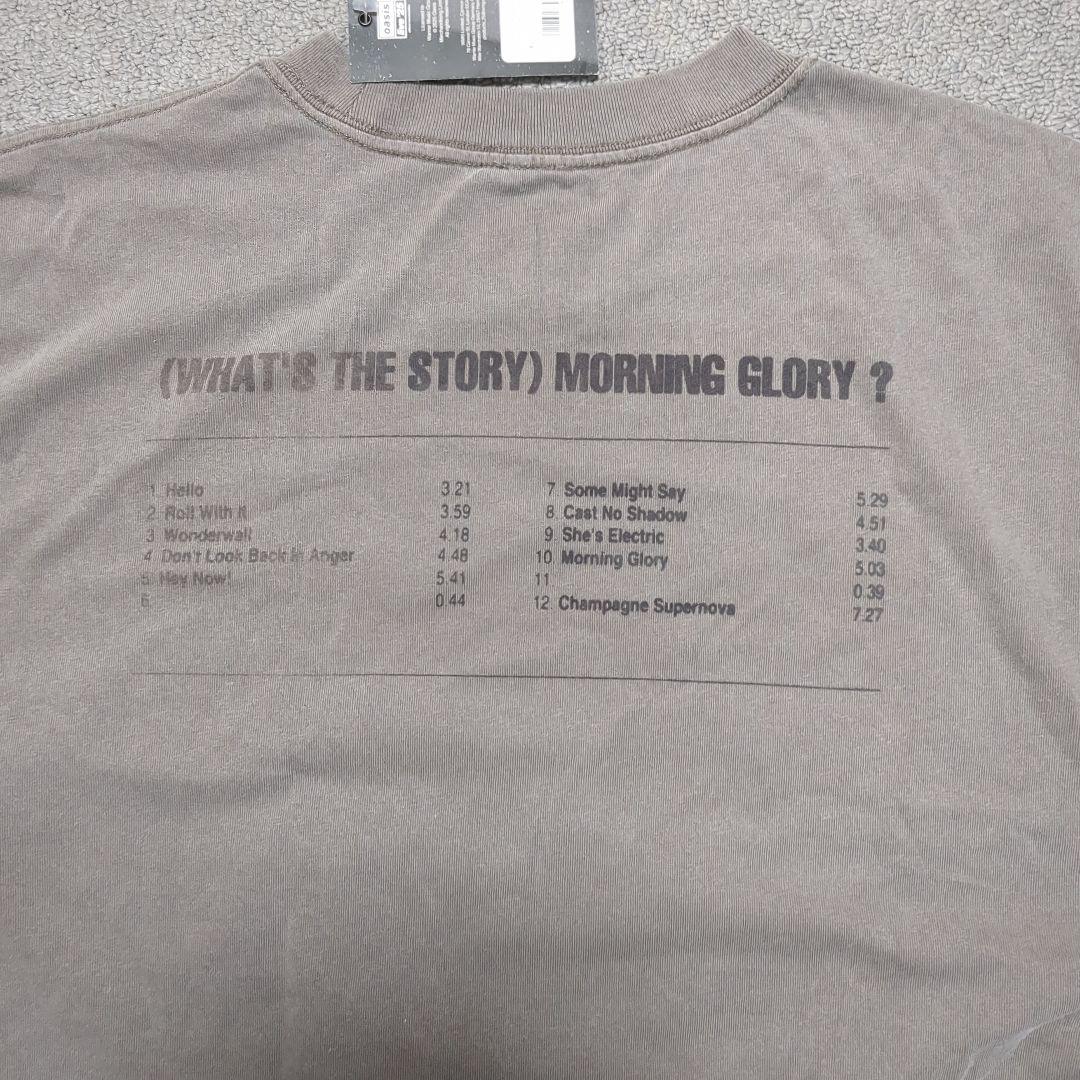 oasis
(WHAT'S THE STORY) MORNING GLORY ?
1 Hello 3.21
2 Roll With It 3.59
3 Wonderwall 4.18
4 Don't Look Back In Anger 4.48
5 Hey Now! 5.41
6 0.44
7 Some Might Say 5.29
8 Cast No Shadow 4.51
9 She's Electric 3.40
10 Morning Glory 5.03
11 0.39
12 Champagne Supernova 7.27